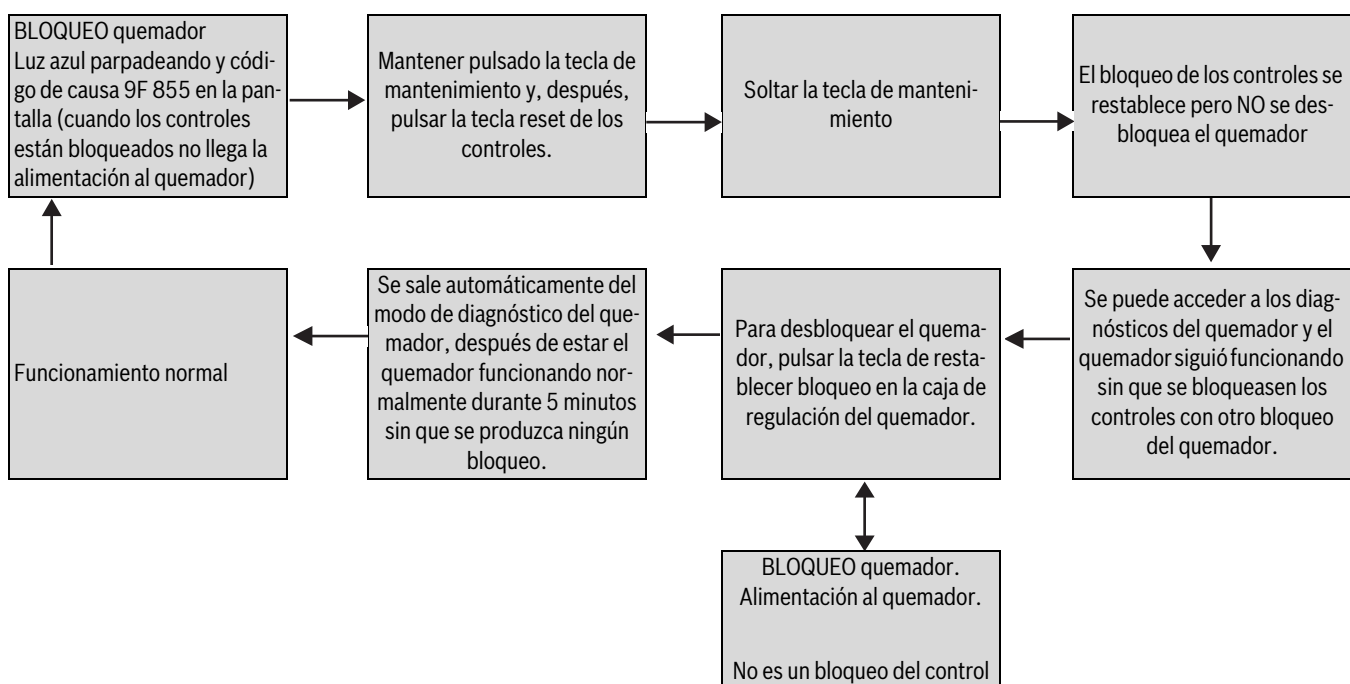 BLOQUEO quemador
Luz azul parpadeando y códi-
go de causa 9F 855 en la pan-
talla (cuando los controles
están bloqueados no llega la
alimentación al quemador)
Mantener pulsado la tecla de
mantenimiento y, después,
pulsar la tecla reset de los
controles.
Soltar la tecla de manteni-
miento
El bloqueo de los controles se
restablece pero NO se des-
bloquea el quemador
Se puede acceder a los diag-
nósticos del quemador y el
quemador siguió funcionando
sin que se bloqueasen los
controles con otro bloqueo
del quemador.
Para desbloquear el quema-
dor, pulsar la tecla de resta-
blecer bloqueo en la caja de
regulación del quemador.
Se sale automáticamente del
modo de diagnóstico del que-
mador, después de estar el
quemador funcionando nor-
malmente durante 5 minutos
sin que se produzca ningún
bloqueo.
Funcionamiento normal
BLOQUEO quemador.
Alimentación al quemador.
No es un bloqueo del control